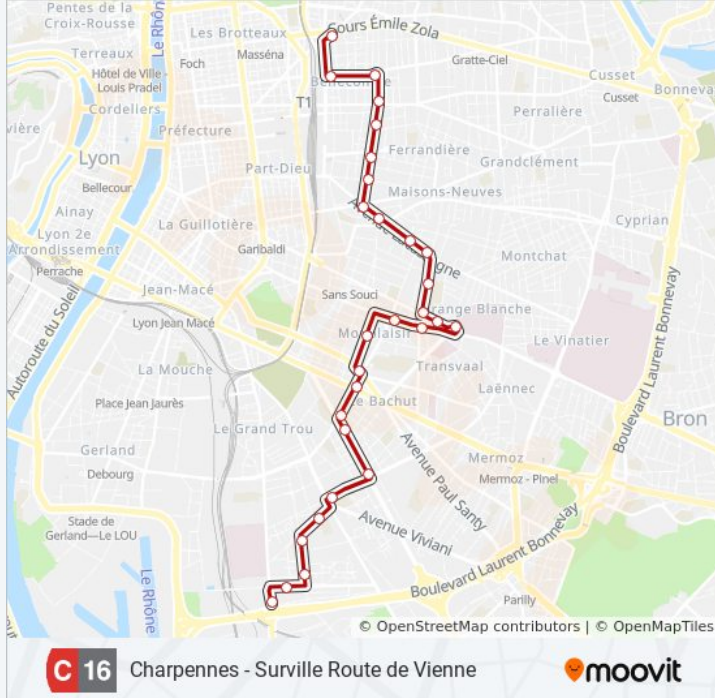 Pentes de la
Croix-Rousse
Les Brotteaux
Cours Émile Zola
Le Rhône
Masséna
Gratte-Ciel
Terreaux
Foch
Hôtel de Ville
Louis Pradel
Cusset
Cusset
Bonneva
Cordeliers
T1
Perralière
vière
Préfecture
Ferrandière
Lyon
Part-Dieu
Grandclément
Bellecour
Maisons-Neuves
Ainay
La Guillotière
Cyprian
Lyon 2e
Arrondissement
Garibaldi
Montchat
Perrache
Jean-Macé
Sans Souci
Grange Blanche
Autoroute du Soleil
Lyon Jean Macé
Le Vinatier
Boulevard Laurent Bonnevay
Transvaal
La Mouche
Laënnec
Place Jean Jaurès
Le Bachut
Bron
Le Grand Trou
Gerland
Debourg
Mermoz
Mermoz - Pinel
Avenue Paul Santy
Stade de
Gerland—Le LOU
Avenue Viviani
Boulevard Laurent Bonnevay
Le Rhône
Parilly
© OpenStreetMap contributors | © OpenMapTiles
C 16 Charpennes - Surville Route de Vienne
moovit